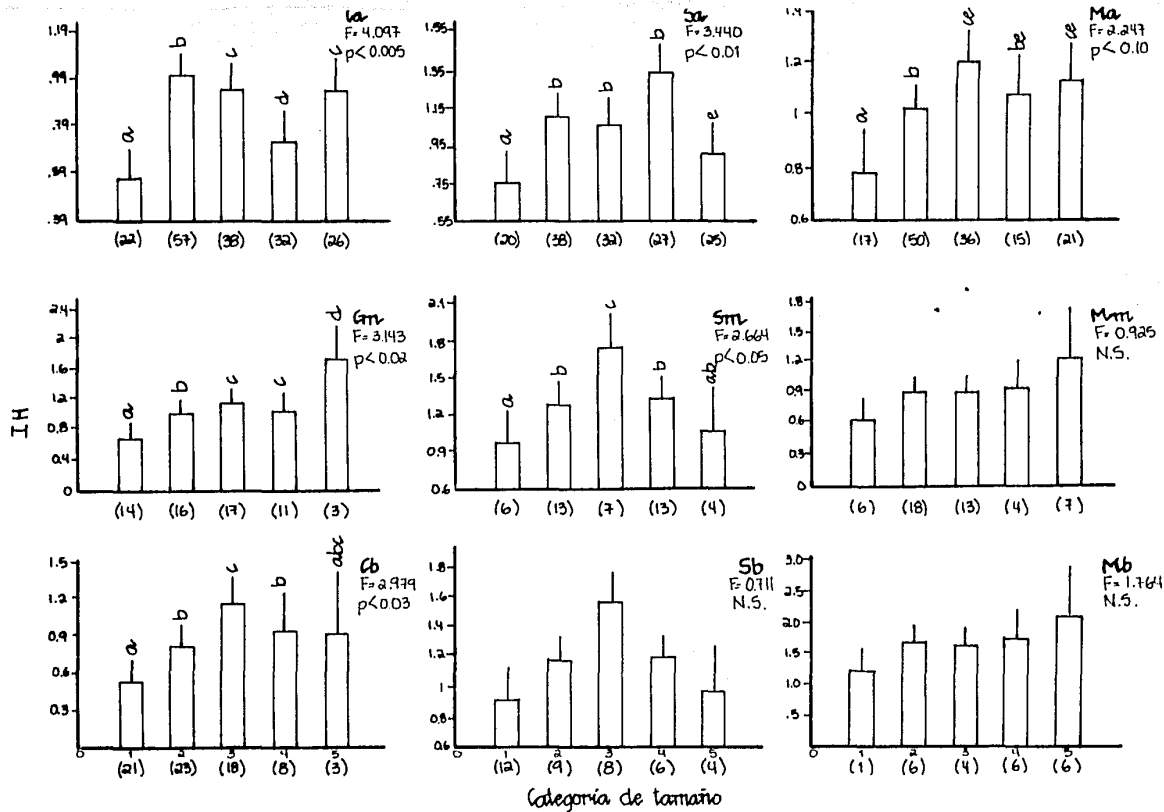 Ga
F= 4.097
p< 0.005
1.19
.99
.79
.59
.39
a
b
c
d
c
(22) (57) (38) (32) (26)
Sa
F= 3.440
p< 0.01
1.55
1.35
1.15
.95
.75
.55
a
b
b
b
e
(20) (38) (32) (27) (25)
Ma
F= 2.247
p< 0.10
1.4
1.2
1
0.8
0.6
a
b
ce
be
ce
(17) (50) (36) (15) (21)
IH
Gm
F= 3.143
p< 0.02
2.4
2
1.6
1.2
0.8
0.4
0
a
b
c
c
d
(14) (16) (17) (11) (3)
Sm
F= 2.664
p< 0.05
2.1
1.8
1.5
1.2
0.9
0.6
a
b
c
b
ab
(6) (13) (7) (13) (4)
Mm
F= 0.925
N.S.
1.8
1.5
1.2
0.9
0.6
0.3
0
(6) (18) (13) (4) (7)
Cb
F= 2.979
p< 0.03
1.5
1.2
0.9
0.6
0.3
a
b
c
b
abc
0 1 2 3 4 5
(21) (23) (18) (8) (3)
Sb
F= 0.711
N.S.
1.8
1.6
1.4
1.2
1
0.8
0.6
0 1 2 3 4 5
(12) (9) (8) (6) (4)
Mb
F= 1.764
N.S.
3.0
2.5
2.0
1.5
1.0
.5
0 1 2 3 4 5
(1) (6) (4) (6) (6)
Categoría de tamaño